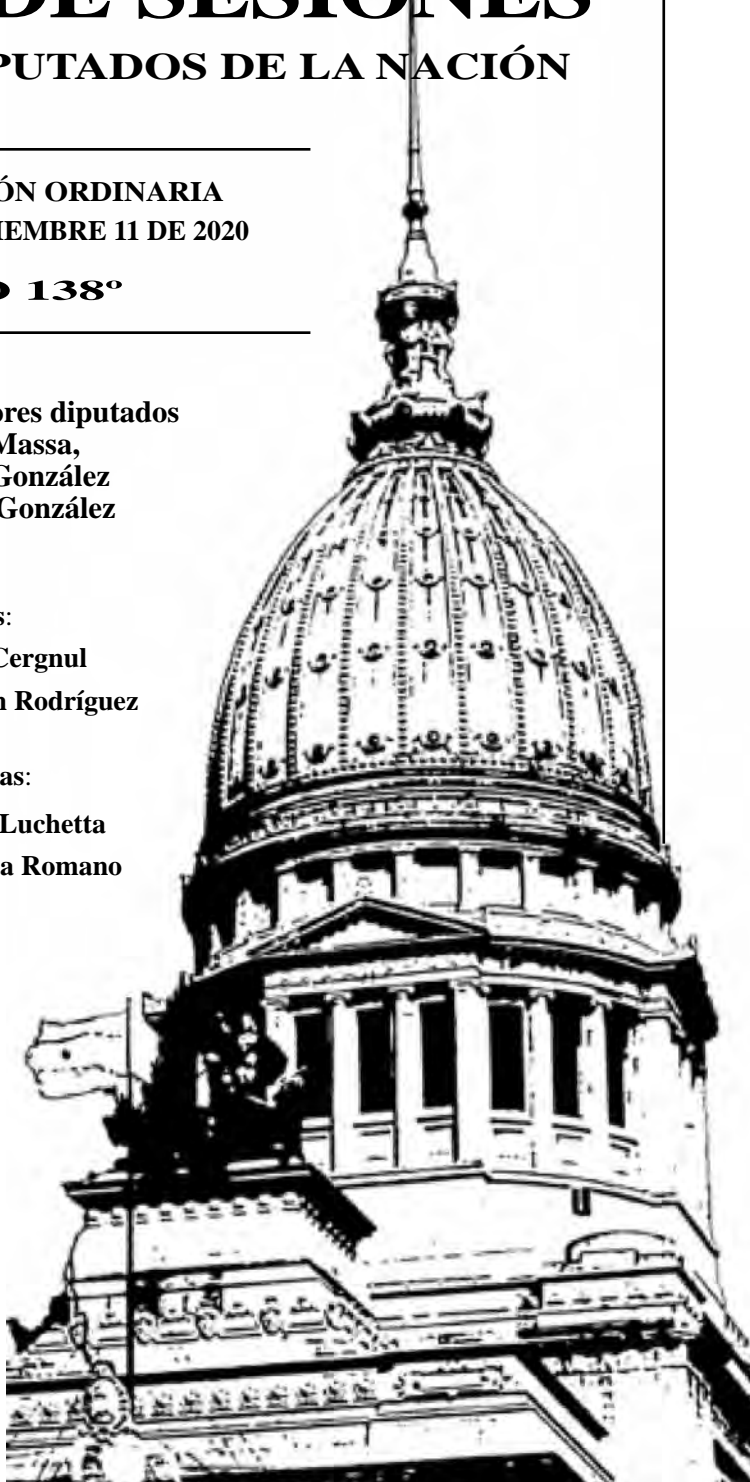 DE SESIONES
PUTADOS DE LA NACIÓN
ÓN ORDINARIA
IEMBRE 11 DE 2020
O 138º
ores diputados
Massa,
González
González
s:
Cergnul
n Rodríguez
as:
Luchetta
a Romano